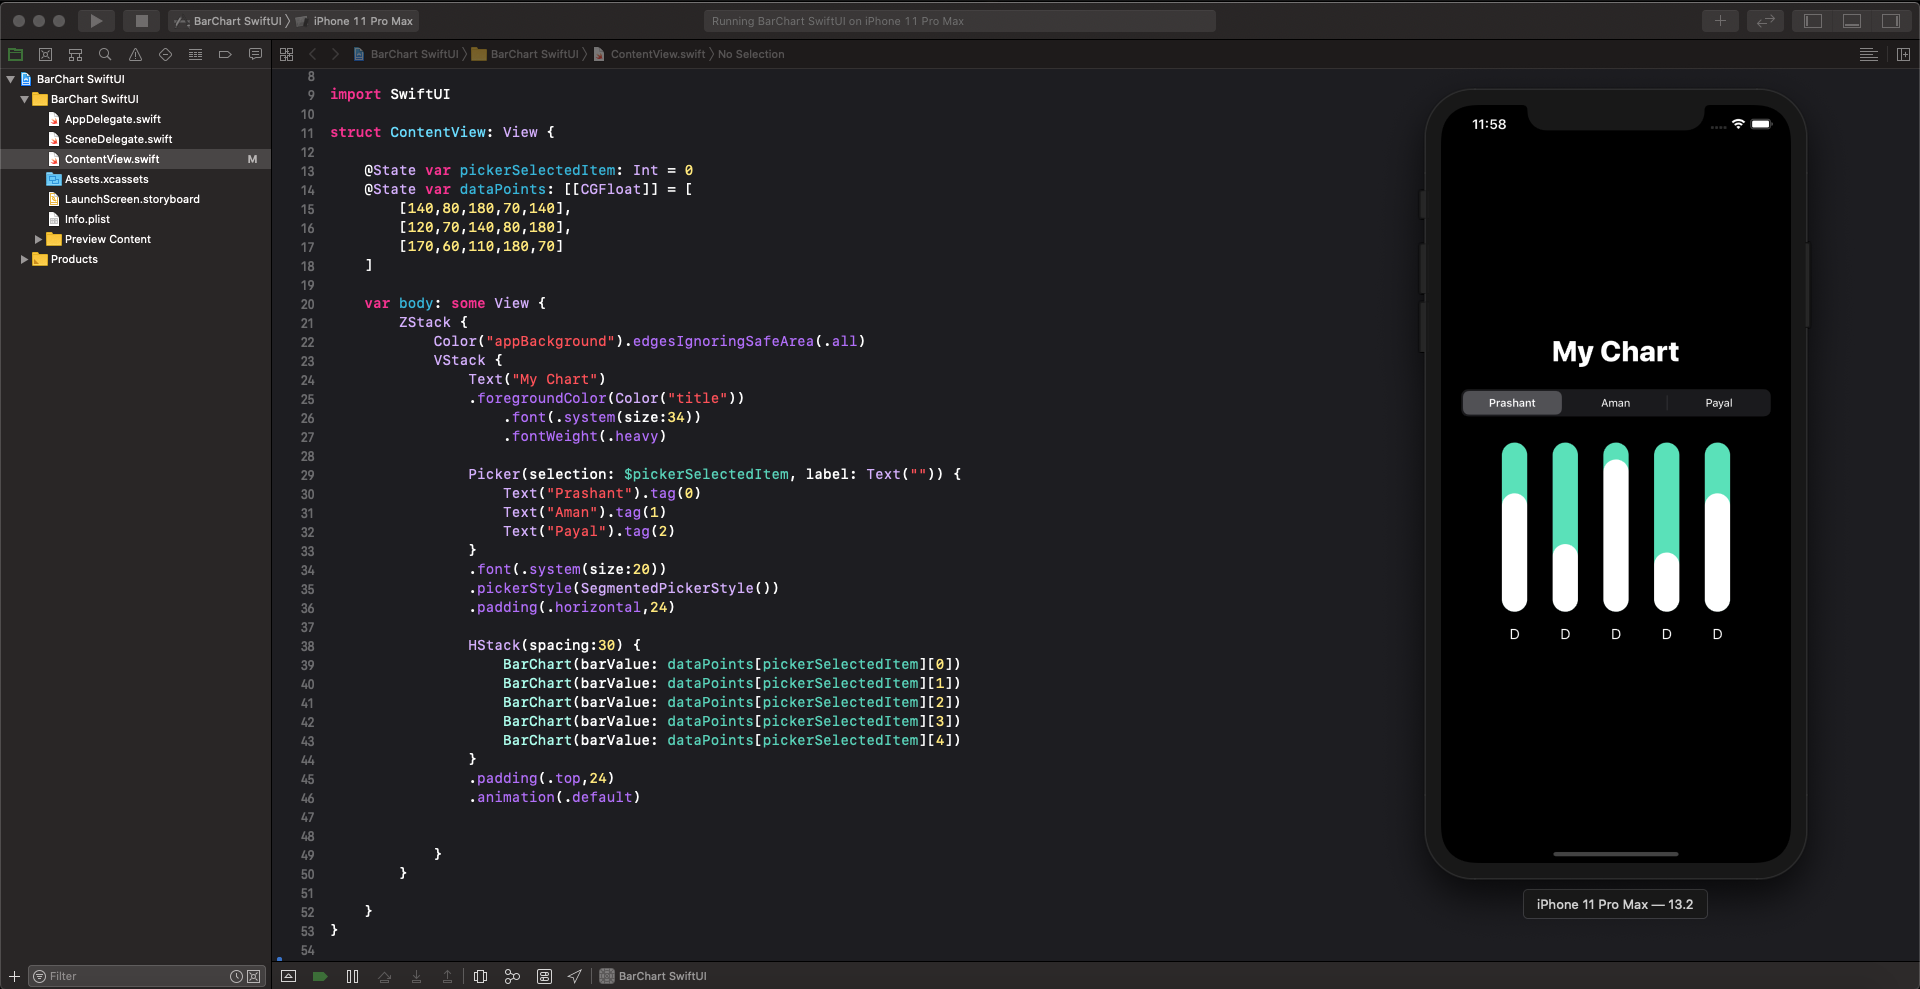 BarChart SwiftUI 〉 iPhone 11 Pro Max
Running BarChart SwiftUI on iPhone 11 Pro Max
BarChart SwiftUI 〉 BarChart SwiftUI 〉 ContentView.swift 〉 No Selection
BarChart SwiftUI
BarChart SwiftUI
AppDelegate.swift
SceneDelegate.swift
ContentView.swift M
Assets.xcassets
LaunchScreen.storyboard
Info.plist
Preview Content
Products
Filter
8
9 import SwiftUI
10
11 struct ContentView: View {
12
13 @State var pickerSelectedItem: Int = 0
14 @State var dataPoints: [[CGFloat]] = [
15 [140,80,180,70,140],
16 [120,70,140,80,180],
17 [170,60,110,180,70]
18 ]
19
20 var body: some View {
21 ZStack {
22 Color("appBackground").edgesIgnoringSafeArea(.all)
23 VStack {
24 Text("My Chart")
25 .foregroundColor(Color("title"))
26 .font(.system(size:34))
27 .fontWeight(.heavy)
28
29 Picker(selection: $pickerSelectedItem, label: Text("")) {
30 Text("Prashant").tag(0)
31 Text("Aman").tag(1)
32 Text("Payal").tag(2)
33 }
34 .font(.system(size:20))
35 .pickerStyle(SegmentedPickerStyle())
36 .padding(.horizontal,24)
37
38 HStack(spacing:30) {
39 BarChart(barValue: dataPoints[pickerSelectedItem][0])
40 BarChart(barValue: dataPoints[pickerSelectedItem][1])
41 BarChart(barValue: dataPoints[pickerSelectedItem][2])
42 BarChart(barValue: dataPoints[pickerSelectedItem][3])
43 BarChart(barValue: dataPoints[pickerSelectedItem][4])
44 }
45 .padding(.top,24)
46 .animation(.default)
47
48
49 }
50 }
51
52 }
53 }
54
BarChart SwiftUI
11:58
My Chart
Prashant Aman Payal
D D D D D
iPhone 11 Pro Max — 13.2